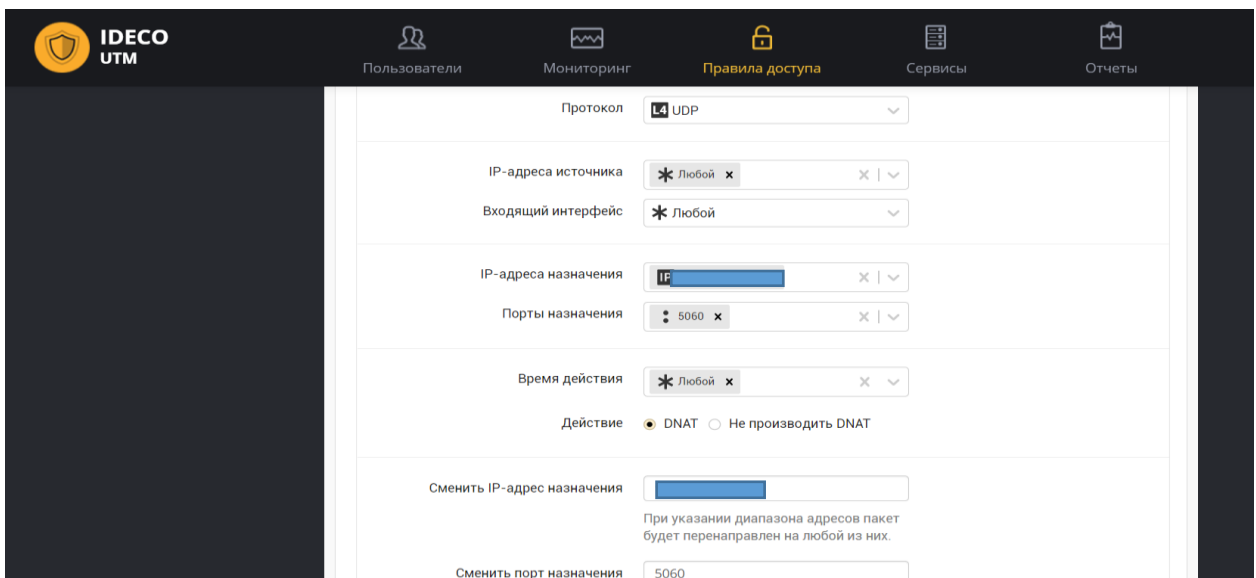 IDECO
UTM
Пользователи
Мониторинг
Правила доступа
Сервисы
Отчеты
Протокол
L4 UDP
IP-адреса источника
Любой
Входящий интерфейс
Любой
IP-адреса назначения
IP
Порты назначения
5060
Время действия
Любой
Действие
DNAT
Не производить DNAT
Сменить IP-адрес назначения
При указании диапазона адресов пакет
будет перенаправлен на любой из них.
Сменить порт назначения
5060